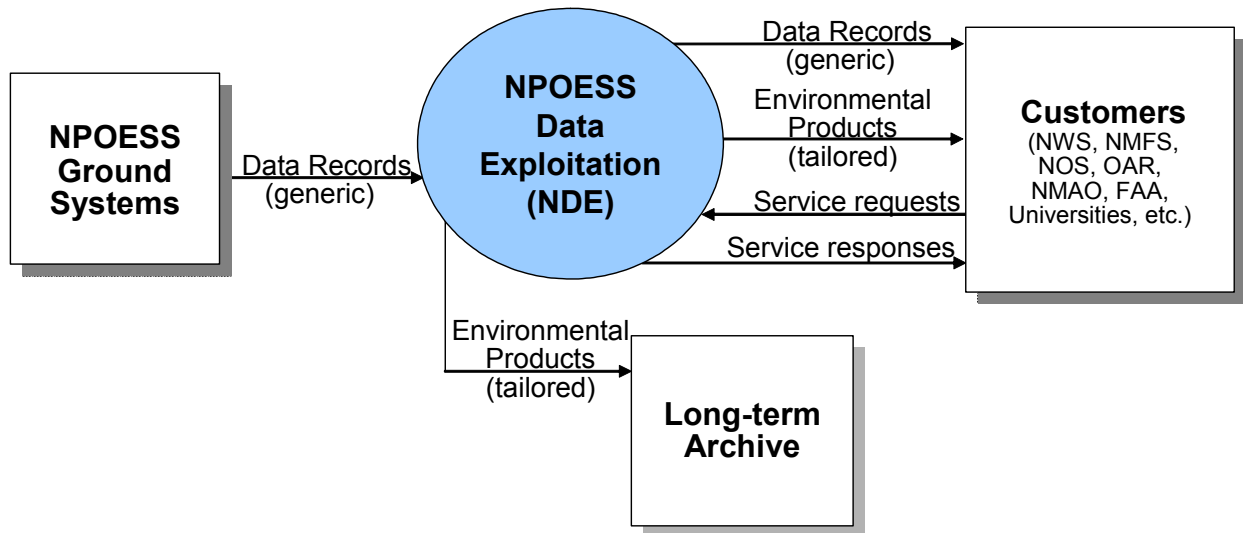 NPOESS
Ground
Systems
Data Records
(generic)
NPOESS
Data
Exploitation
(NDE)
Data Records
(generic)
Environmental
Products
(tailored)
Service requests
Service responses
Customers
(NWS, NMFS,
NOS, OAR,
NMAO, FAA,
Universities, etc.)
Environmental
Products
(tailored)
Long-term
Archive